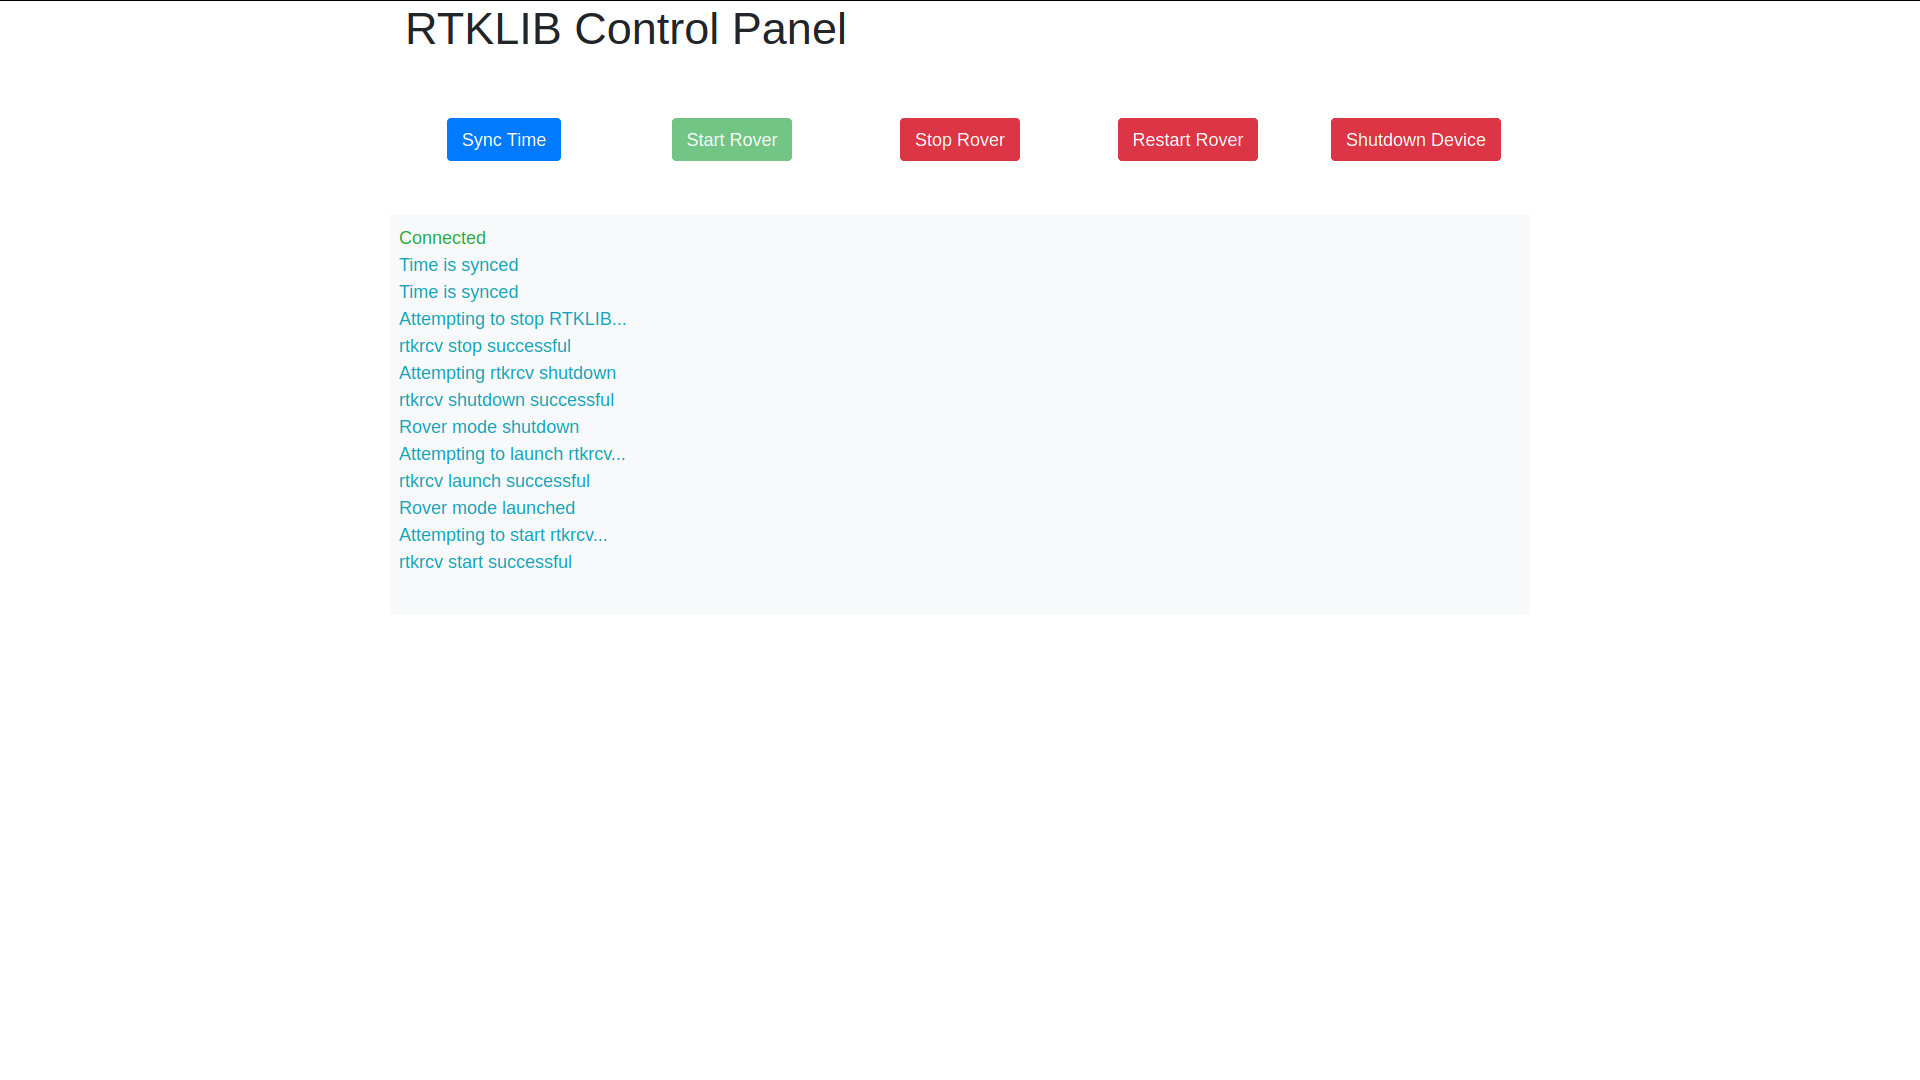 RTKLIB Control Panel
Sync Time
Start Rover
Stop Rover
Restart Rover
Shutdown Device
Connected
Time is synced
Time is synced
Attempting to stop RTKLIB...
rtkrcv stop successful
Attempting rtkrcv shutdown
rtkrcv shutdown successful
Rover mode shutdown
Attempting to launch rtkrcv...
rtkrcv launch successful
Rover mode launched
Attempting to start rtkrcv...
rtkrcv start successful